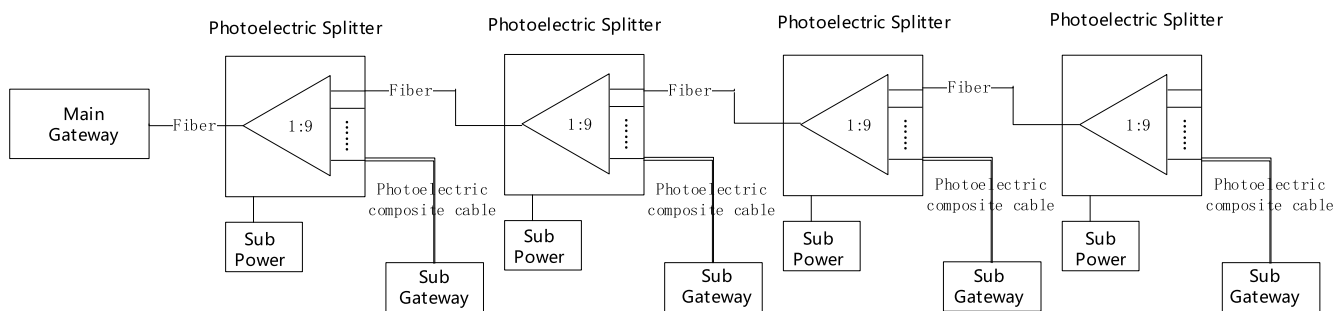 Photoelectric Splitter
Photoelectric Splitter
Photoelectric Splitter
Photoelectric Splitter
Main
Gateway
Fiber
1:9
Fiber
1:9
Fiber
1:9
Fiber
1:9
Photoelectric
composite cable
Photoelectric
composite cable
Photoelectric
composite cable
Photoelectric
composite cable
Sub
Power
Sub
Power
Sub
Power
Sub
Power
Sub
Gateway
Sub
Gateway
Sub
Gateway
Sub
Gateway